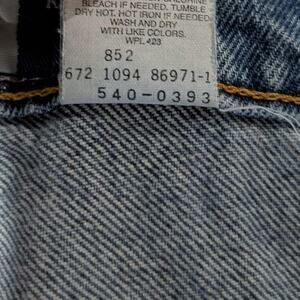 BLEACH IF NEEDED. TUMBLE
DRY HOT. HOT IRON IF NEEDED
WASH AND DRY
WITH LIKE COLORS.
WPL 423
852
672 1094 86971-1
540-0393